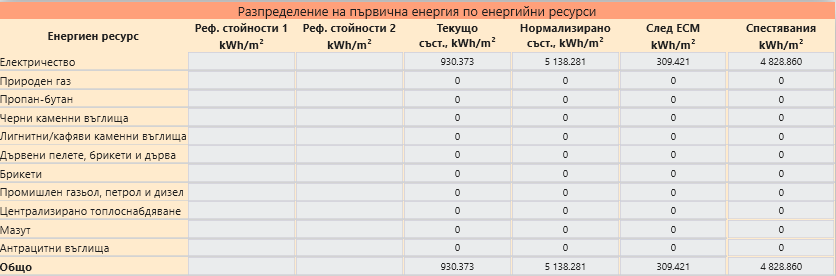 Разпределение на първична енергия по енергийни ресурси
Енергиен ресурс Реф. стойности 1 kWh/m² Реф. стойности 2 kWh/m² Текущо съст., kWh/m² Нормализирано съст., kWh/m² След ЕСМ kWh/m² Спестявания kWh/m²
Електричество 930.373 5 138.281 309.421 4 828.860
Природен газ 0 0 0 0
Пропан-бутан 0 0 0 0
Черни каменни въглища 0 0 0 0
Лигнитни/кафяви каменни въглища 0 0 0 0
Дървени пелете, брикети и дърва 0 0 0 0
Брикети 0 0 0 0
Промишлен газьол, петрол и дизел 0 0 0 0
Централизирано топлоснабдяване 0 0 0 0
Мазут 0 0 0 0
Антрацитни въглища 0 0 0 0
Общо 930.373 5 138.281 309.421 4 828.860